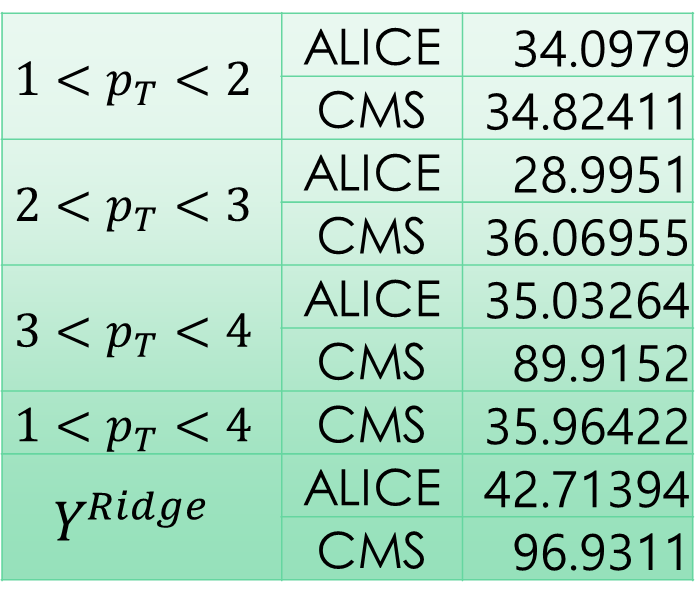 1 < p_T < 2 ALICE 34.0979
CMS 34.82411
2 < p_T < 3 ALICE 28.9951
CMS 36.06955
3 < p_T < 4 ALICE 35.03264
CMS 89.9152
1 < p_T < 4 CMS 35.96422
Y^Ridge ALICE 42.71394
CMS 96.9311